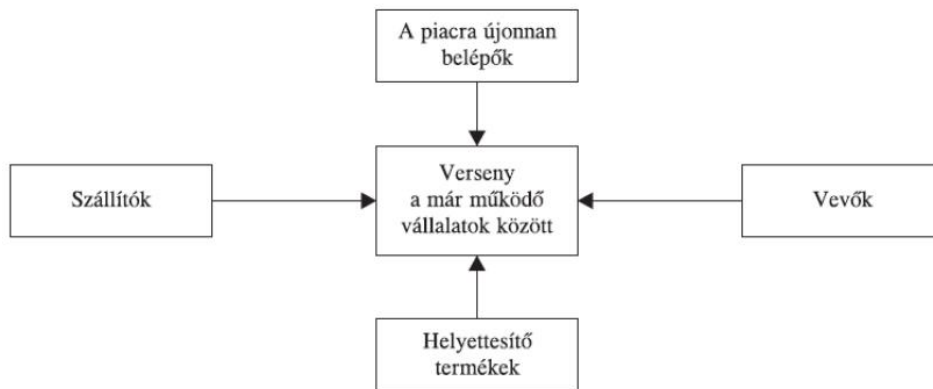 A piacra újonnan
belépők
Szállítók
Verseny
a már működő
vállalatok között
Vevők
Helyettesítő
termékek